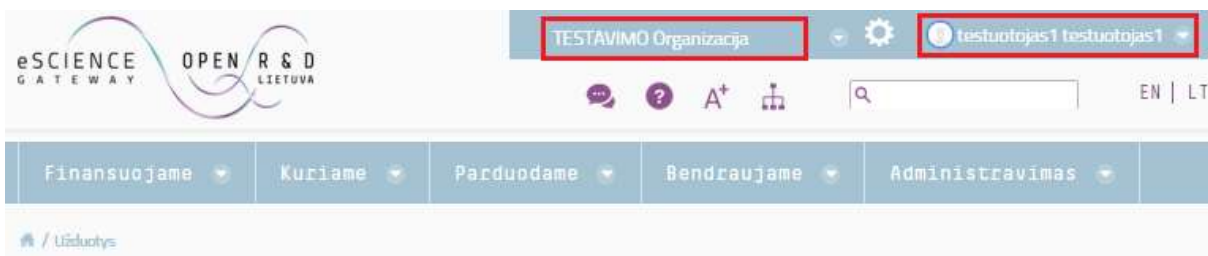 TESTAVIMO Organizacija testuotojas1 testuotojas1
eSCIENCE OPEN R & D
GATEWAY LIETUVA
? A+ EN | LT
Finansuojame Kuriame Parduodame Bendraujame Administravimas
/ Užduotys